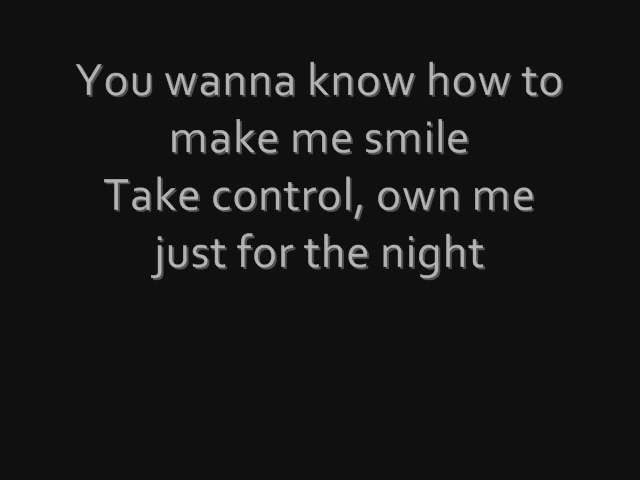 You wanna know how to
make me smile
Take control, own me
just for the night